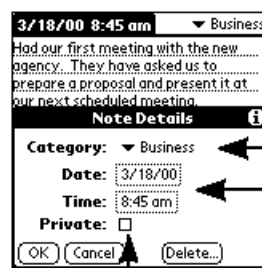 3/18/00 8:45 am Business
Had our first meeting with the new
agency. They have asked us to
prepare a proposal and present it at
our next scheduled meeting.
Note Details i
Category: Business
Date: 3/18/00
Time: 8:45 am
Private:
OK Cancel Delete...